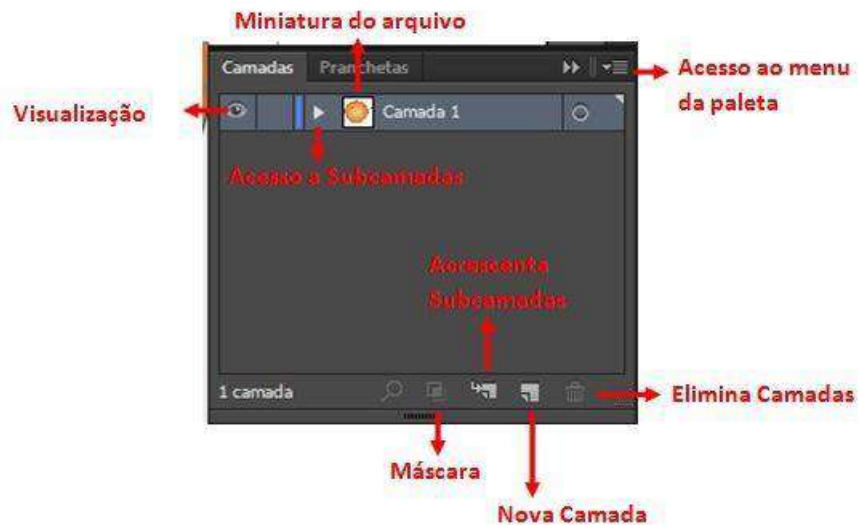 Miniatura do arquivo
Camadas Pranchetas
Acesso ao menu
da paleta
Visualização
Camada 1
Acesso a Subcamadas
Acrescenta
Subcamadas
1 camada
Elimina Camadas
Máscara
Nova Camada